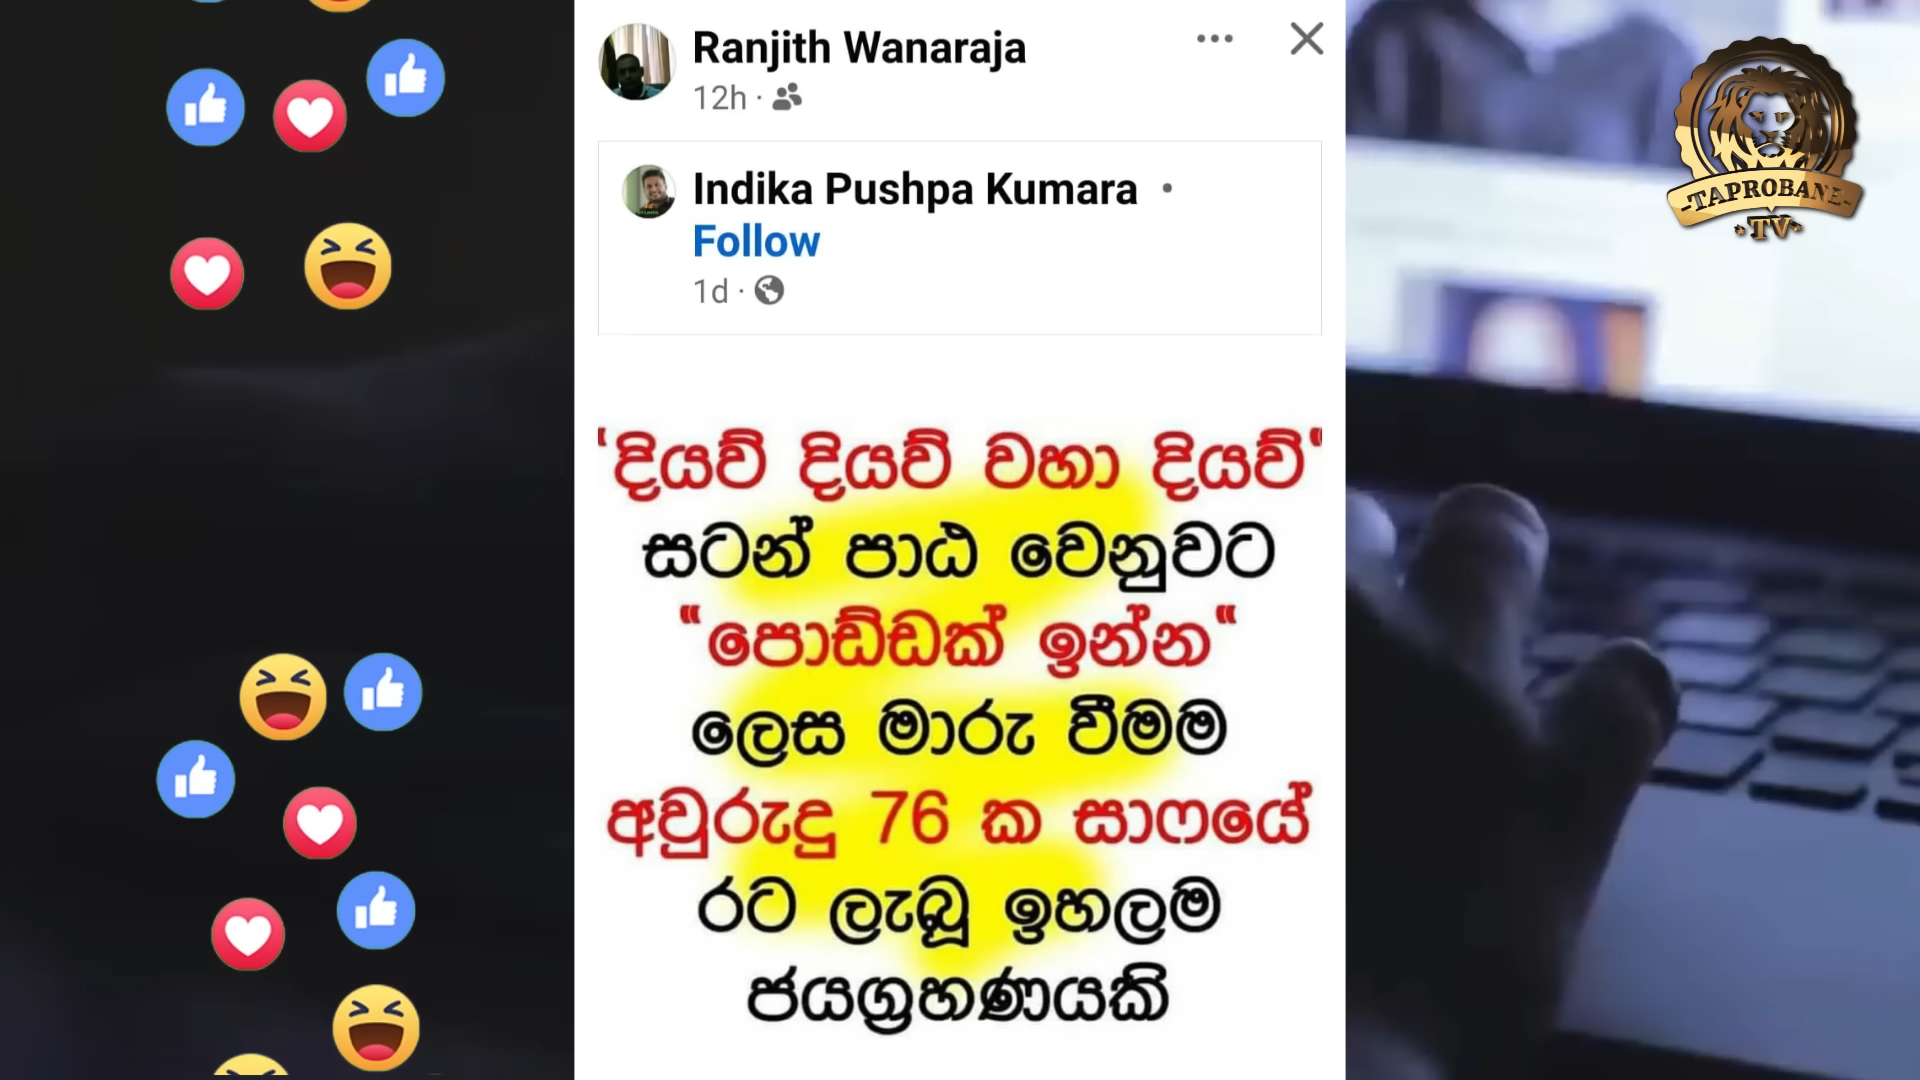 Ranjith Wanaraja
12h ·
Indika Pushpa Kumara •
Follow
1d ·
"දියව් දියව් වහා දියව්"
සටන් පාඨ වෙනුවට
"පොඩ්ඩක් ඉන්න"
ලෙස මාරු වීමම
අවුරුදු 76 ක සාෆයේ
රට ලැබූ ඉහලම
ජයග්‍රහණයකි
-TAPROBANE-
TV